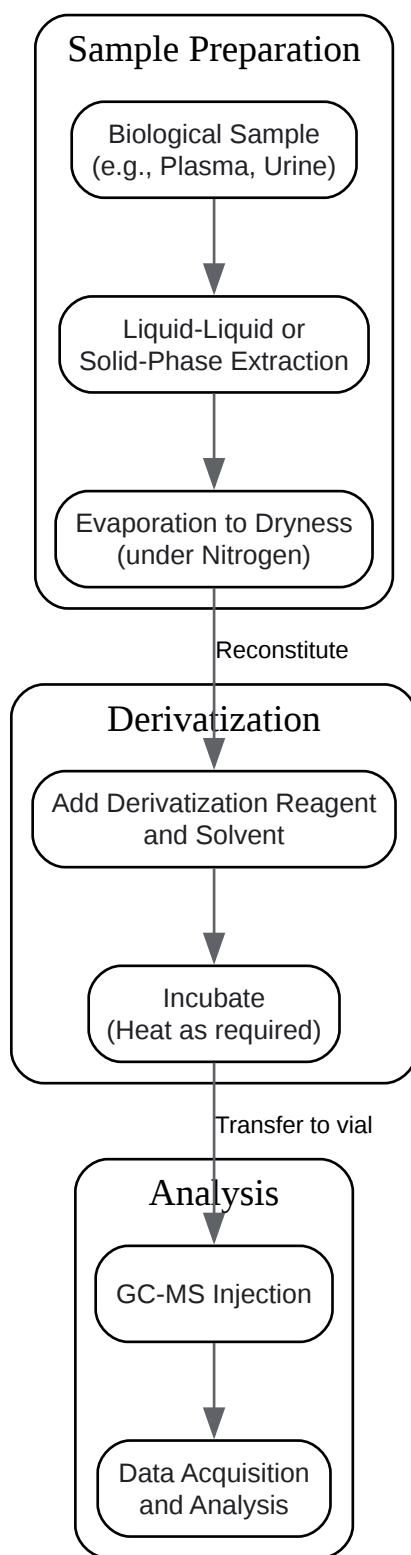 Sample Preparation
Biological Sample
(e.g., Plasma, Urine)
Liquid-Liquid or
Solid-Phase Extraction
Evaporation to Dryness
(under Nitrogen)
Reconstitute
Derivatization
Add Derivatization Reagent
and Solvent
Incubate
(Heat as required)
Transfer to vial
Analysis
GC-MS Injection
Data Acquisition
and Analysis